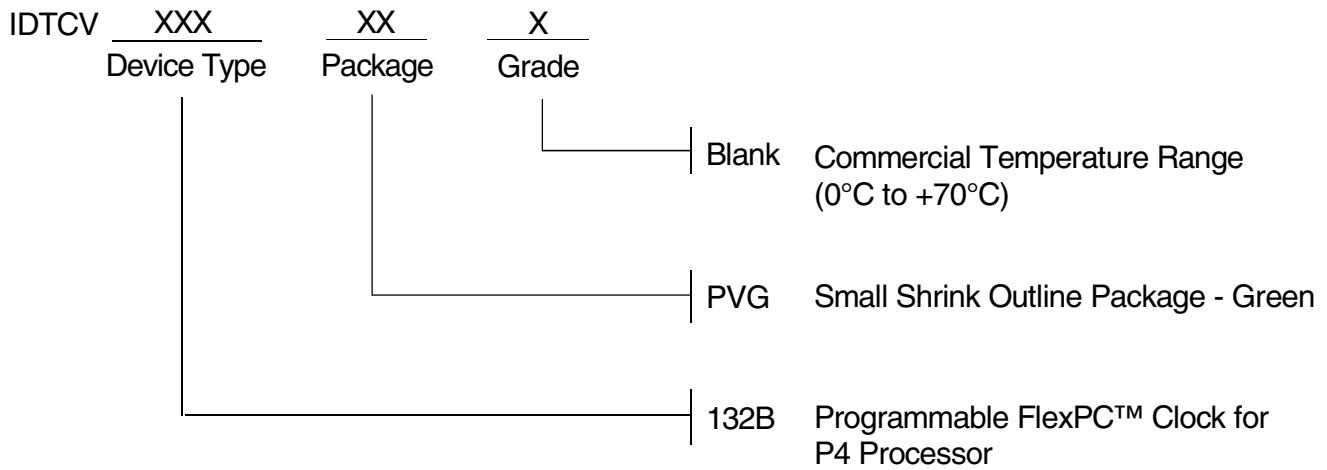 IDTCV XXX XX X
Device Type Package Grade
Blank Commercial Temperature Range
(0°C to +70°C)
PVG Small Shrink Outline Package - Green
132B Programmable FlexPC™ Clock for
P4 Processor